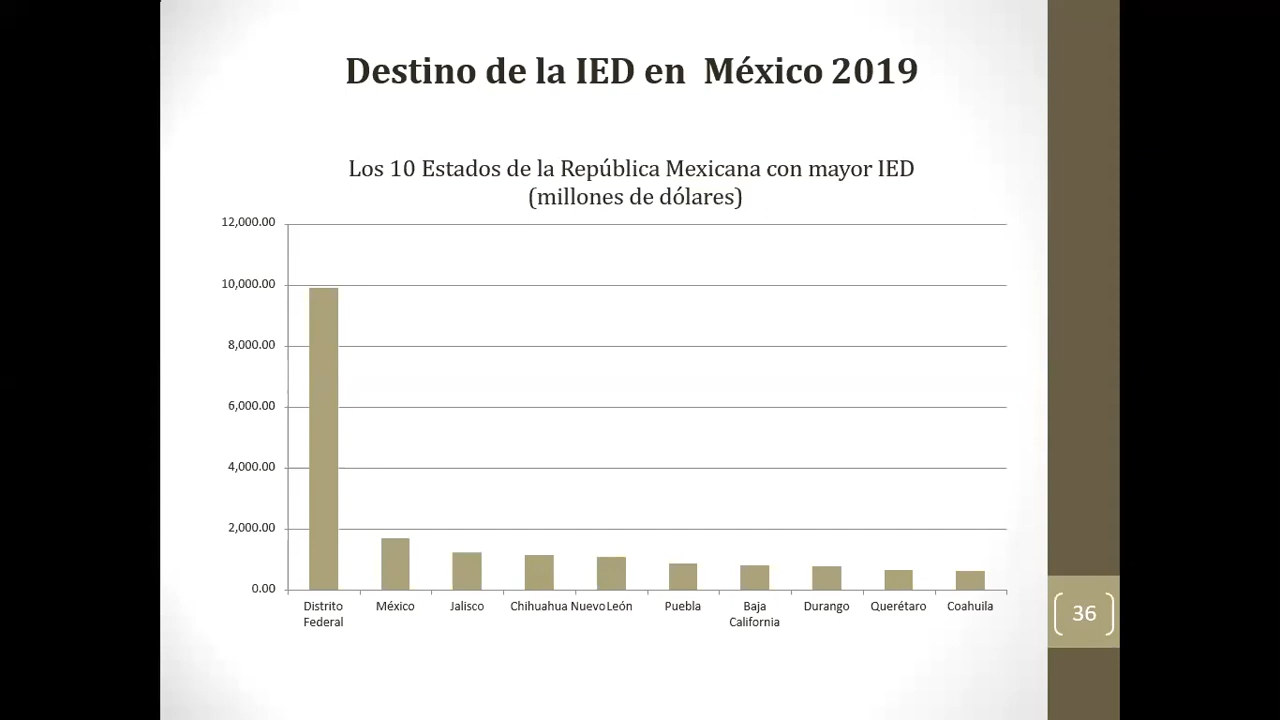 Destino de la IED en  México 2019
Los 10 Estados de la República Mexicana con mayor IED
(millones de dólares)
12,000.00
10,000.00
8,000.00
6,000.00
4,000.00
2,000.00
0.00
Distrito Federal
México
Jalisco
Chihuahua
Nuevo León
Puebla
Baja California
Durango
Querétaro
Coahuila
36